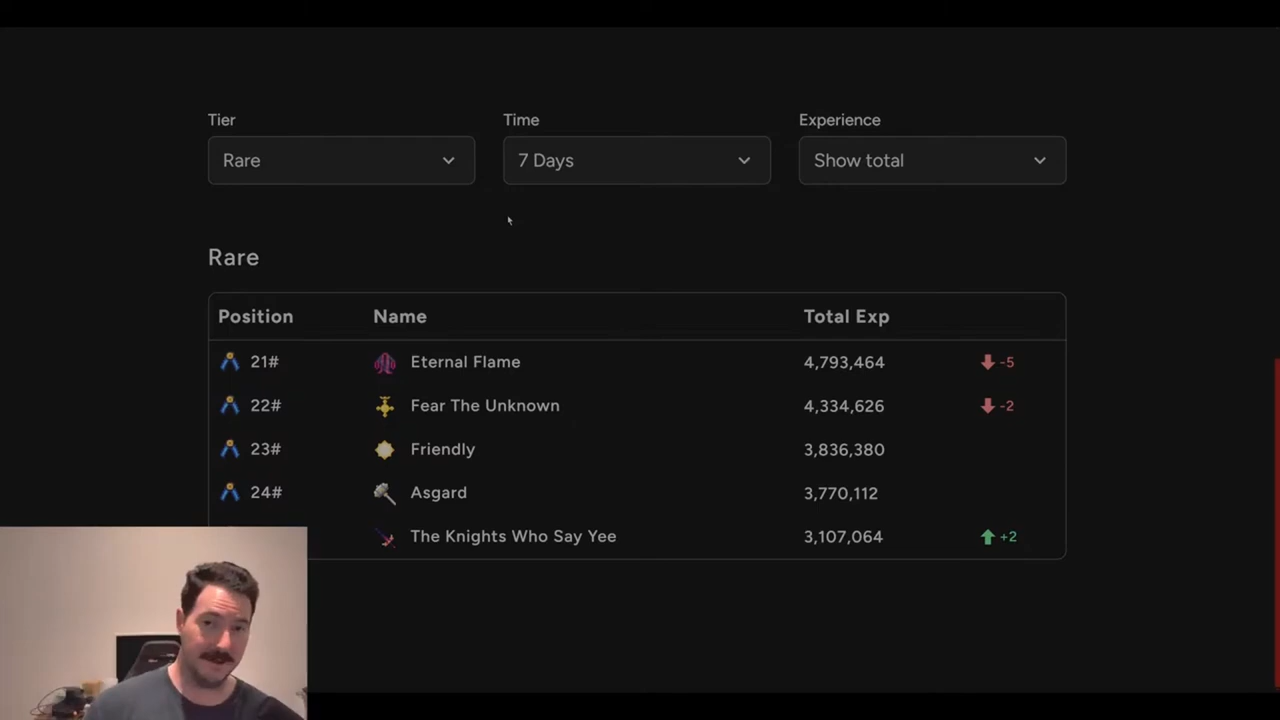 Tier Time Experience
Rare 7 Days Show total
Rare
Position Name Total Exp
21# Eternal Flame 4,793,464 -5
22# Fear The Unknown 4,334,626 -2
23# Friendly 3,836,380
24# Asgard 3,770,112
The Knights Who Say Yee 3,107,064 +2